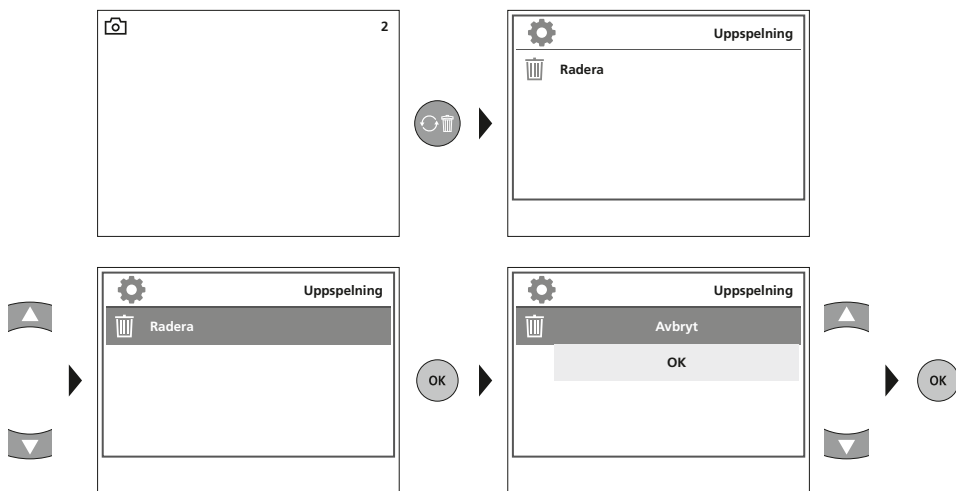 2
Uppspelning
Radera
Uppspelning
Radera
OK
Uppspelning
Avbryt
OK
OK